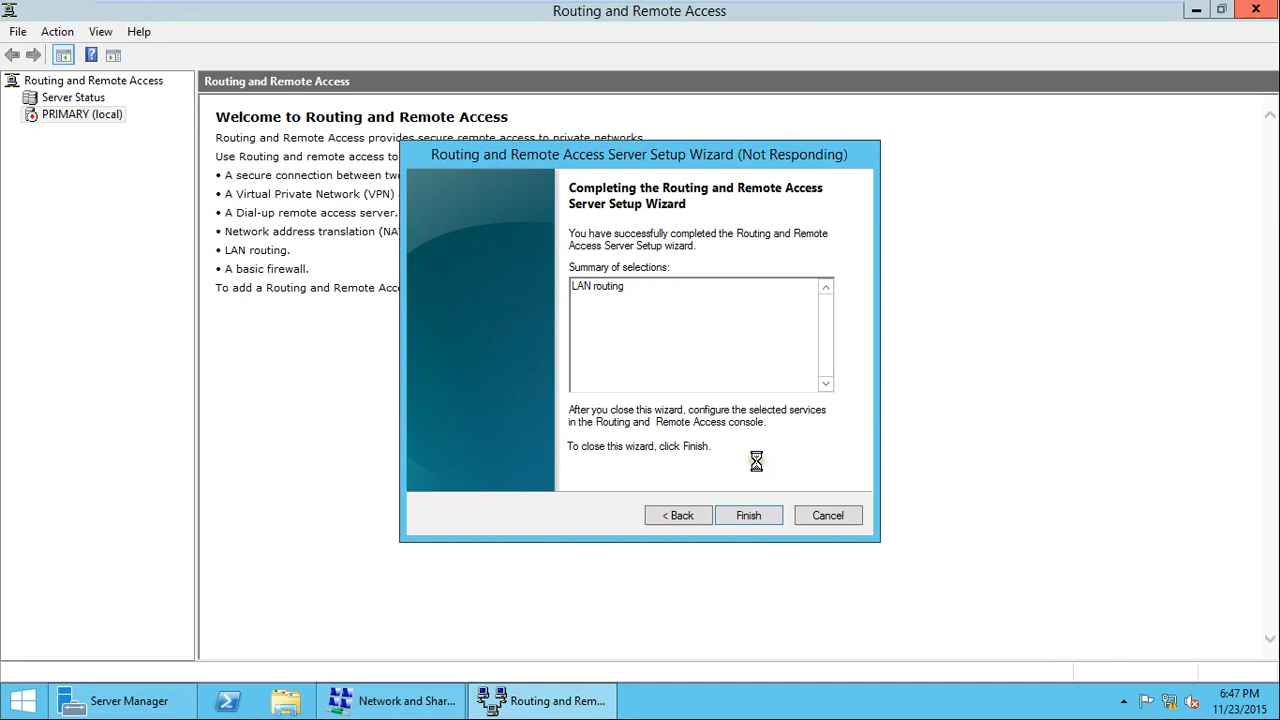 Routing and Remote Access
File Action View Help
Routing and Remote Access
Server Status
PRIMARY (local)
Routing and Remote Access
Welcome to Routing and Remote Access
Routing and Remote Access provides secure remote access to private networks.
Use Routing and remote access to
• A secure connection between two
• A Virtual Private Network (VPN)
• A Dial-up remote access server.
• Network address translation (NAT
• LAN routing.
• A basic firewall.
To add a Routing and Remote Acce
Routing and Remote Access Server Setup Wizard (Not Responding)
Completing the Routing and Remote Access
Server Setup Wizard
You have successfully completed the Routing and Remote
Access Server Setup wizard.
Summary of selections:
LAN routing
After you close this wizard, configure the selected services
in the Routing and Remote Access console.
To close this wizard, click Finish.
< Back
Finish
Cancel
Server Manager
Network and Shar...
Routing and Rem...
6:47 PM
11/23/2015